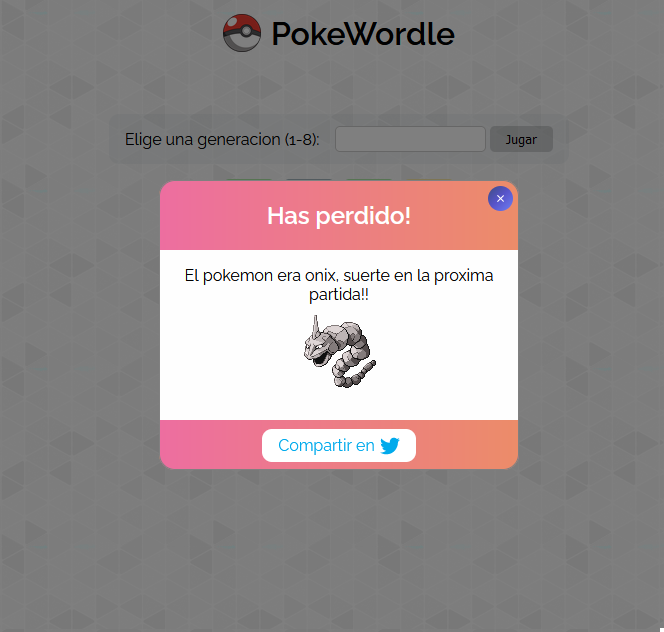 PokeWordle
Elige una generacion (1-8):
Jugar
×
Has perdido!
El pokemon era onix, suerte en la proxima
partida!!
Compartir en